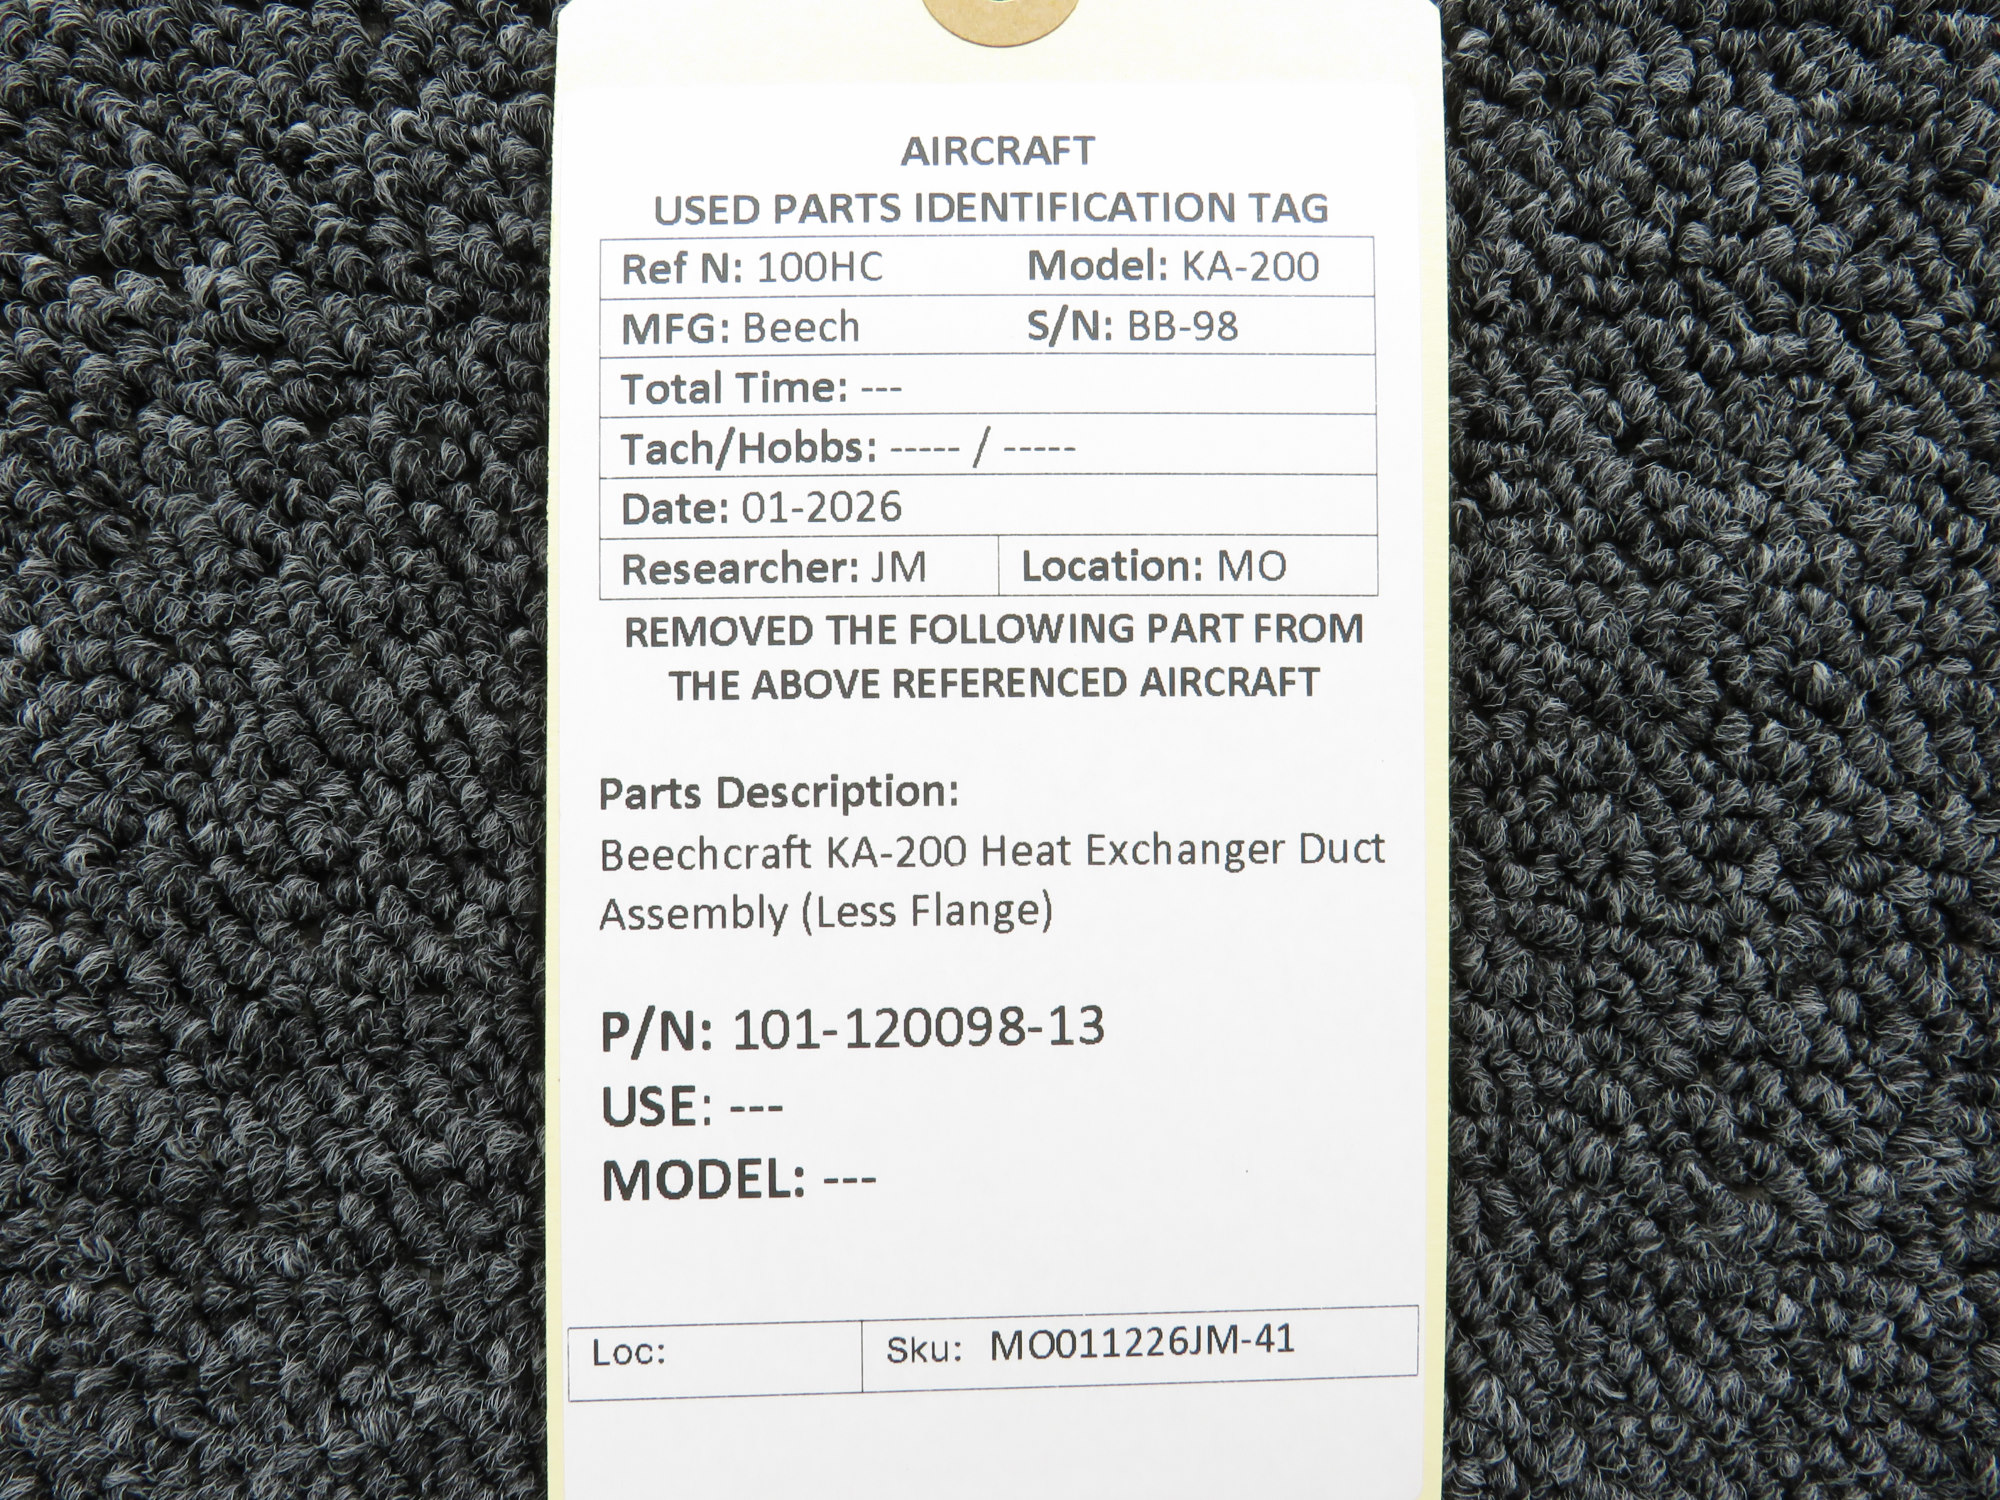 AIRCRAFT
USED PARTS IDENTIFICATION TAG
Ref N: 100HC Model: KA-200
MFG: Beech S/N: BB-98
Total Time: ---
Tach/Hobbs: ----- / -----
Date: 01-2026
Researcher: JM Location: MO
REMOVED THE FOLLOWING PART FROM
THE ABOVE REFERENCED AIRCRAFT
Parts Description:
Beechcraft KA-200 Heat Exchanger Duct
Assembly (Less Flange)
P/N: 101-120098-13
USE: ---
MODEL: ---
Loc: Sku: MO011226JM-41